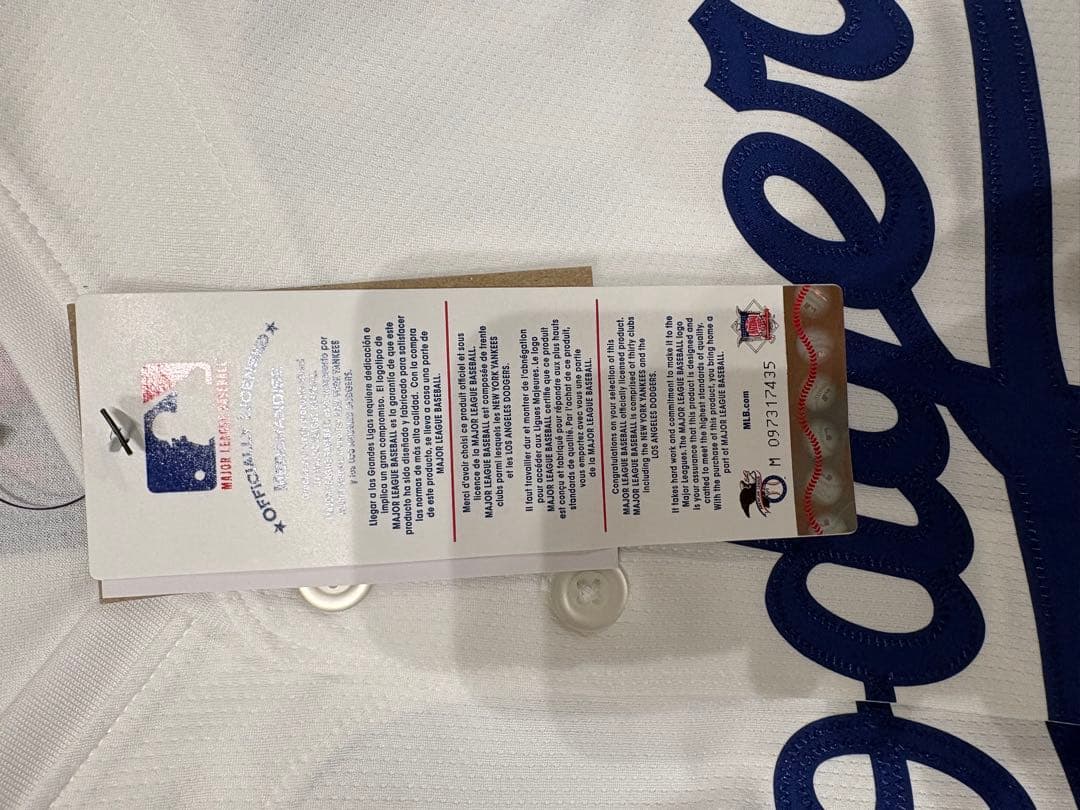 MAJOR LEAGUE BASEBALL
★ OFFICIALLY LICENSED ★
MERCHANDISE
YANKEES
y los LOS ANGELES DODGERS.
Llegar a las Grandes Ligas requiere dedicación e
implica un gran compromiso. El logotipo de
MAJOR LEAGUE BASEBALL es la garantía de que este
producto ha sido diseñado y fabricado para satisfacer
las normas de más alta calidad. Con la compra
de este producto, se lleva a casa una parte de
MAJOR LEAGUE BASEBALL.
Merci d'avoir choisi ce produit officiel et sous
licence de la MAJOR LEAGUE BASEBALL.
MAJOR LEAGUE BASEBALL est composée de trente
clubs parmi lesquels les NEW YORK YANKEES
et les LOS ANGELES DODGERS.
Il faut travailler dur et montrer de l'abnégation
pour accéder aux Ligues Majeures. Le logo
MAJOR LEAGUE BASEBALL certifie que ce produit
est conçu et fabriqué pour répondre aux plus hauts
standards de qualité. Par l'achat de ce produit,
vous emportez avec vous une partie
de la MAJOR LEAGUE BASEBALL.
Congratulations on your selection of this
MAJOR LEAGUE BASEBALL officially licensed product.
MAJOR LEAGUE BASEBALL is comprised of thirty clubs
including the NEW YORK YANKEES and the
LOS ANGELES DODGERS.
It takes hard work and commitment to make it to the
Major Leagues. The MAJOR LEAGUE BASEBALL logo
is your assurance that this product is designed and
crafted to meet the highest standards of quality.
With the purchase of this product, you bring home a
part of MAJOR LEAGUE BASEBALL.
MLB.com
M 097317435